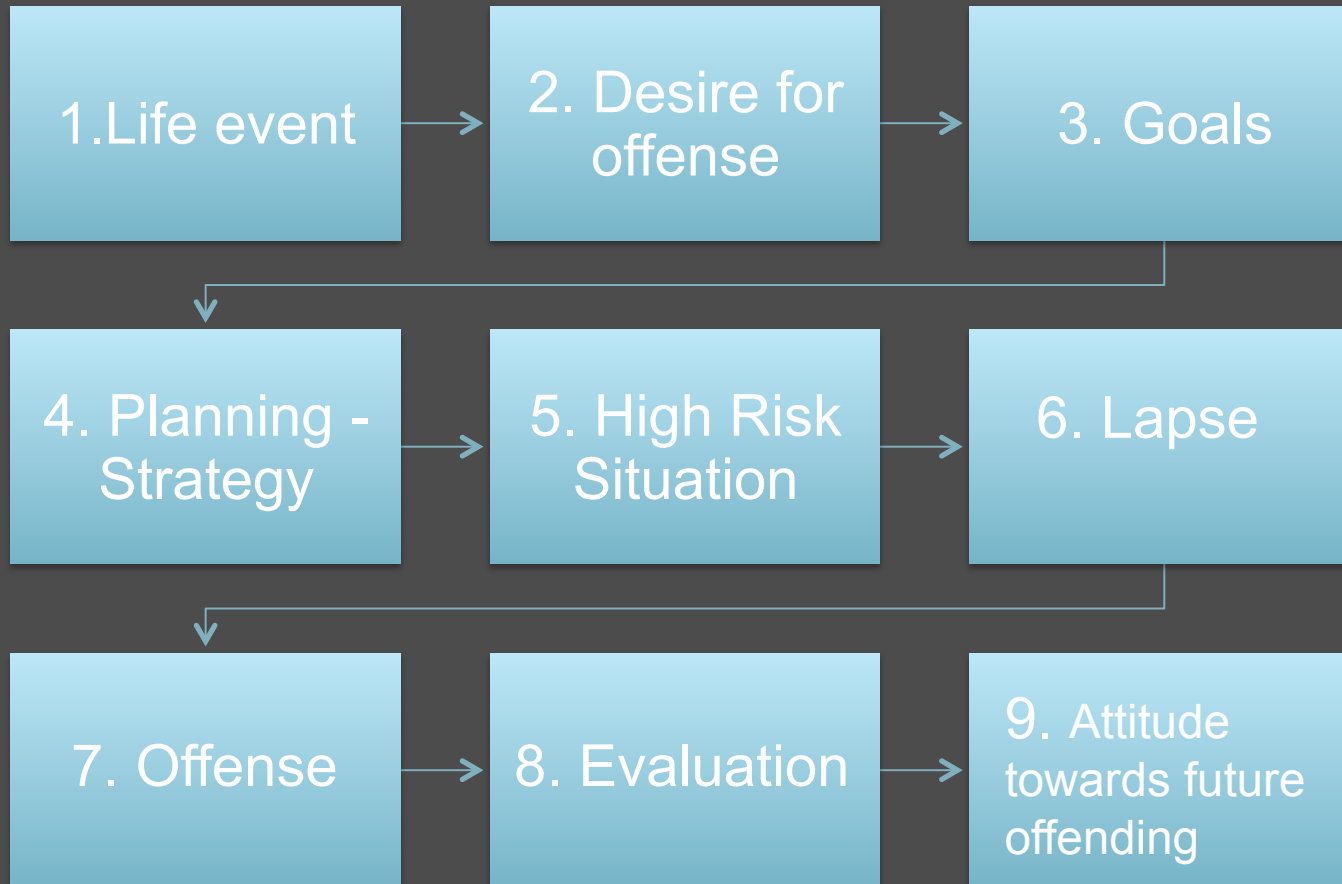 1.Life event
2. Desire for
offense
3. Goals
4. Planning -
Strategy
5. High Risk
Situation
6. Lapse
7. Offense
8. Evaluation
9. Attitude
towards future
offending